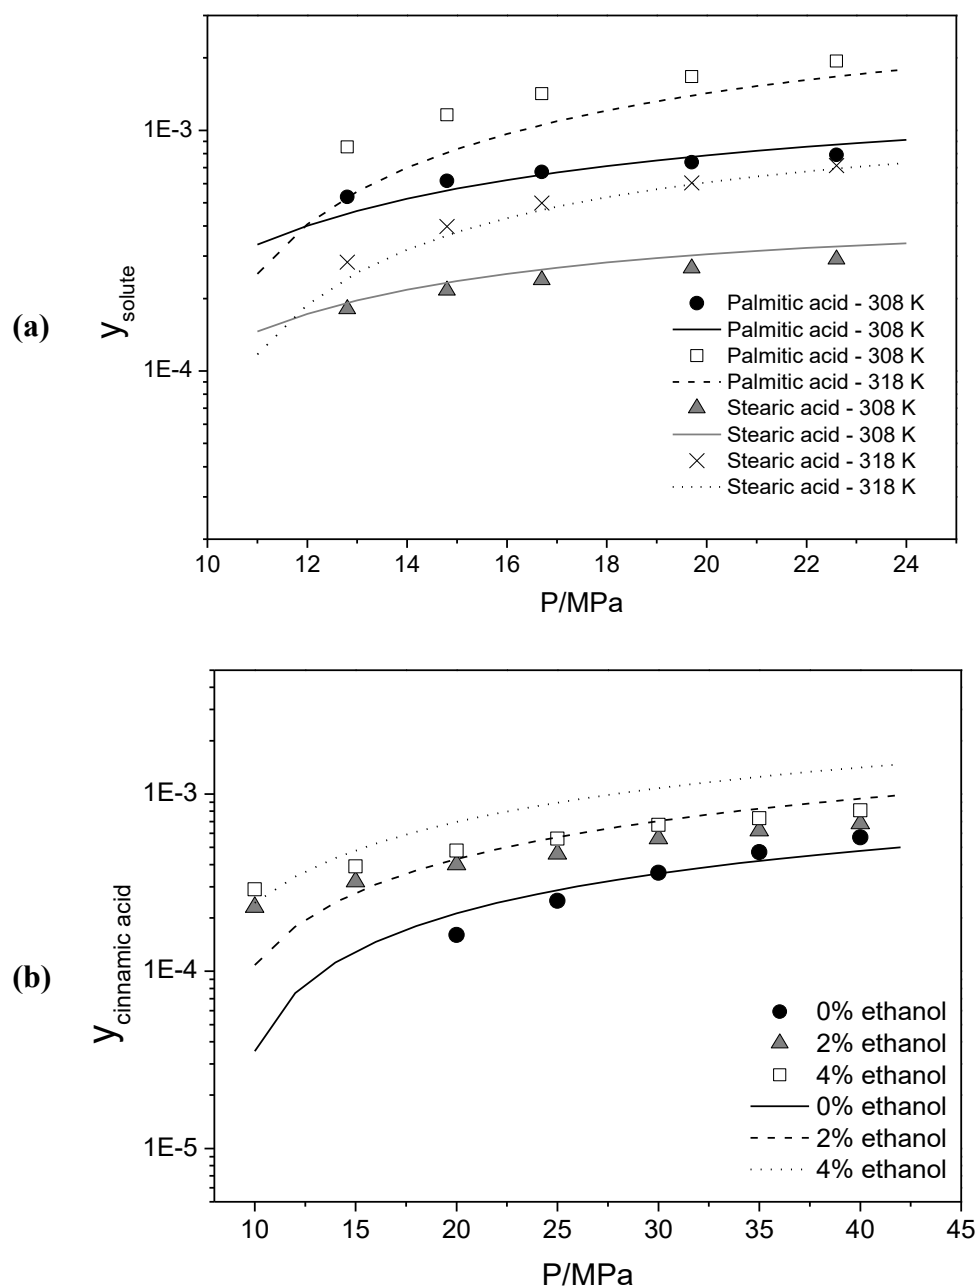 (a)
y solute
1E-3
1E-4
Palmitic acid - 308 K
Palmitic acid - 308 K
Palmitic acid - 308 K
Palmitic acid - 318 K
Stearic acid - 308 K
Stearic acid - 308 K
Stearic acid - 318 K
Stearic acid - 318 K
10 12 14 16 18 20 22 24
P/MPa
(b)
y cinnamic acid
1E-3
1E-4
1E-5
0% ethanol
2% ethanol
4% ethanol
0% ethanol
2% ethanol
4% ethanol
10 15 20 25 30 35 40 45
P/MPa